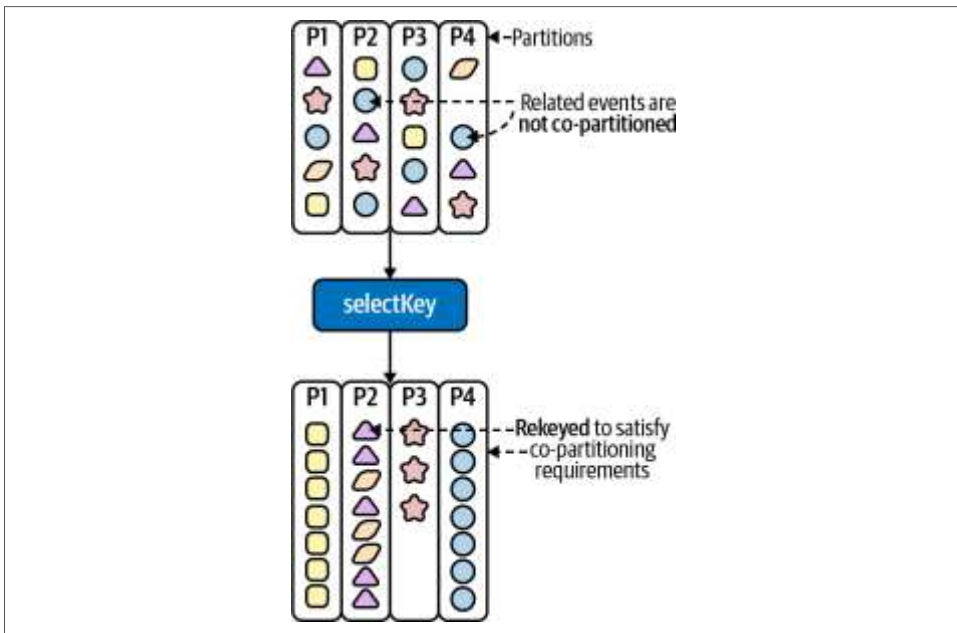 P1 P2 P3 P4
Partitions
Related events are
not co-partitioned
selectKey
P1 P2 P3 P4
Rekeyed to satisfy
co-partitioning
requirements